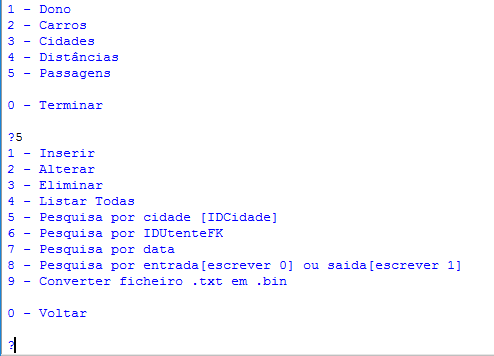 1 - Dono
2 - Carros
3 - Cidades
4 - Distâncias
5 - Passagens
0 - Terminar
?5
1 - Inserir
2 - Alterar
3 - Eliminar
4 - Listar Todas
5 - Pesquisa por cidade [IDCidade]
6 - Pesquisa por IDUtenteFK
7 - Pesquisa por data
8 - Pesquisa por entrada[escrever 0] ou saida[escrever 1]
9 - Converter ficheiro .txt em .bin
0 - Voltar
?